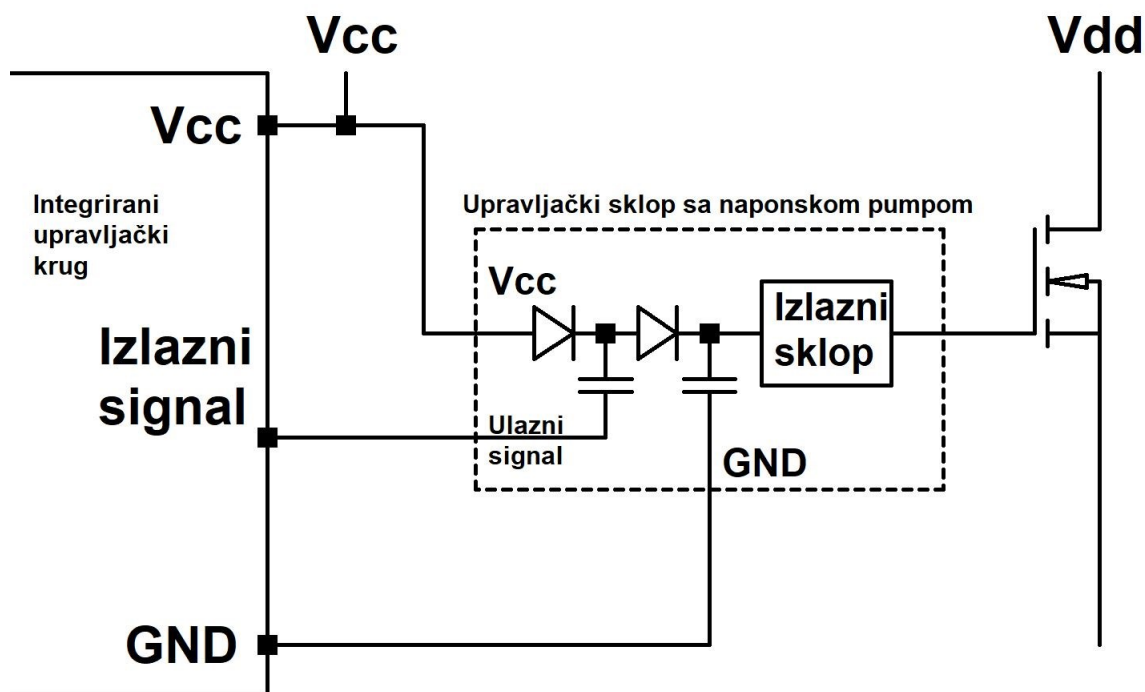 Vcc
Vdd
Vcc
Integrirani
upravljački
krug
Upravljački sklop sa naponskom pumpom
Vcc
Izlazni
sklop
Izlazni
signal
Ulazni
signal
GND
GND